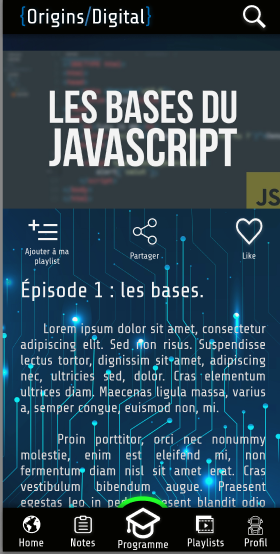 {Origins/Digital}
LES BASES DU
JAVASCRIPT
JS
Ajouter à ma
playlist
Partager
Like
Épisode 1 : les bases.
Lorem ipsum dolor sit amet, consectetur
adipiscing elit. Sed non risus. Suspendisse
lectus tortor, dignissim sit amet, adipiscing
nec, ultricies sed, dolor. Cras elementum
ultrices diam. Maecenas ligula massa, varius
a, semper congue, euismod non, mi.
Proin porttitor, orci nec nonummy
molestie, enim est eleifend mi, non
fermentum diam nisl sit amet erat. Cras
vestibulum bibendum augue. Praesent
egestas leo in pede. Praesent blandit odio
Home
Notes
Programme
Playlists
Profil